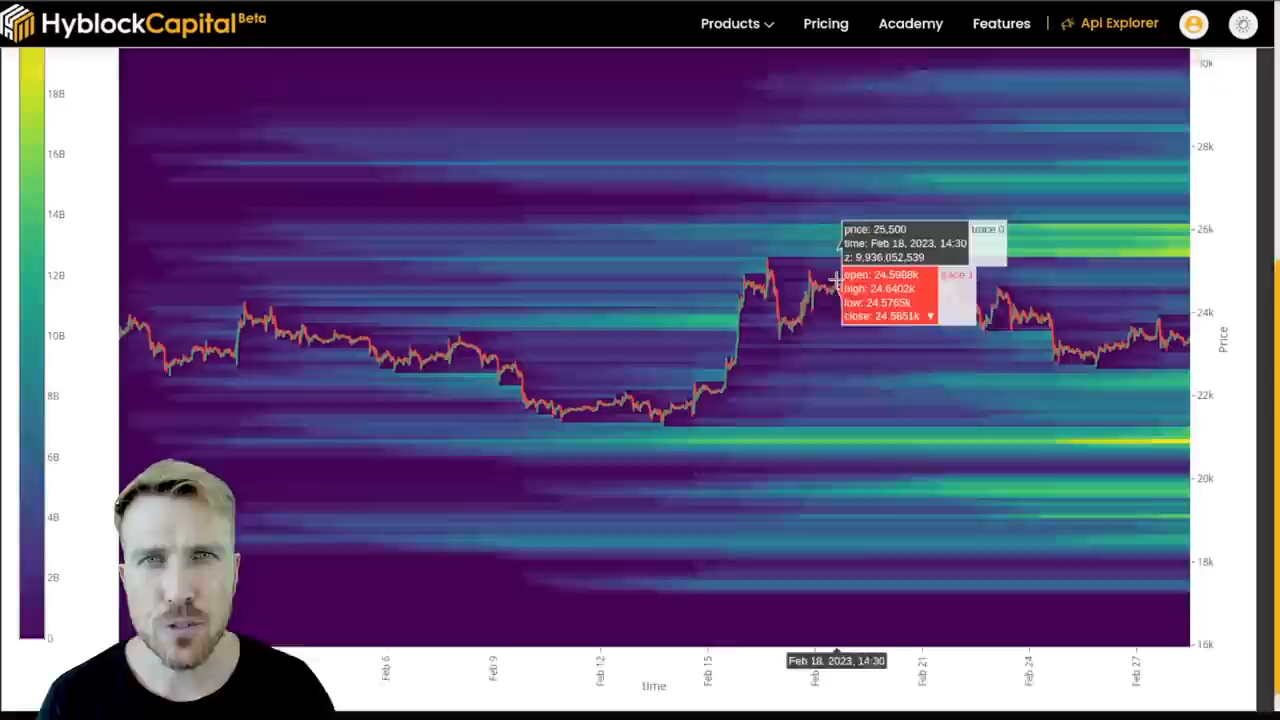 HyblockCapital Beta
Products
Pricing
Academy
Features
Api Explorer
18B
16B
14B
12B
10B
8B
6B
4B
2B
0
30k
28k
26k
24k
22k
20k
18k
16k
Price
price: 25,500
time: Feb 18, 2023, 14:30
z: 9,936,052,539
trace 0
open: 24.5988k
high: 24.6402k
low: 24.5765k
close: 24.5851k ▼
Feb 6
Feb 9
Feb 12
Feb 15
Feb 18, 2023, 14:30
Feb 21
Feb 24
Feb 27
time